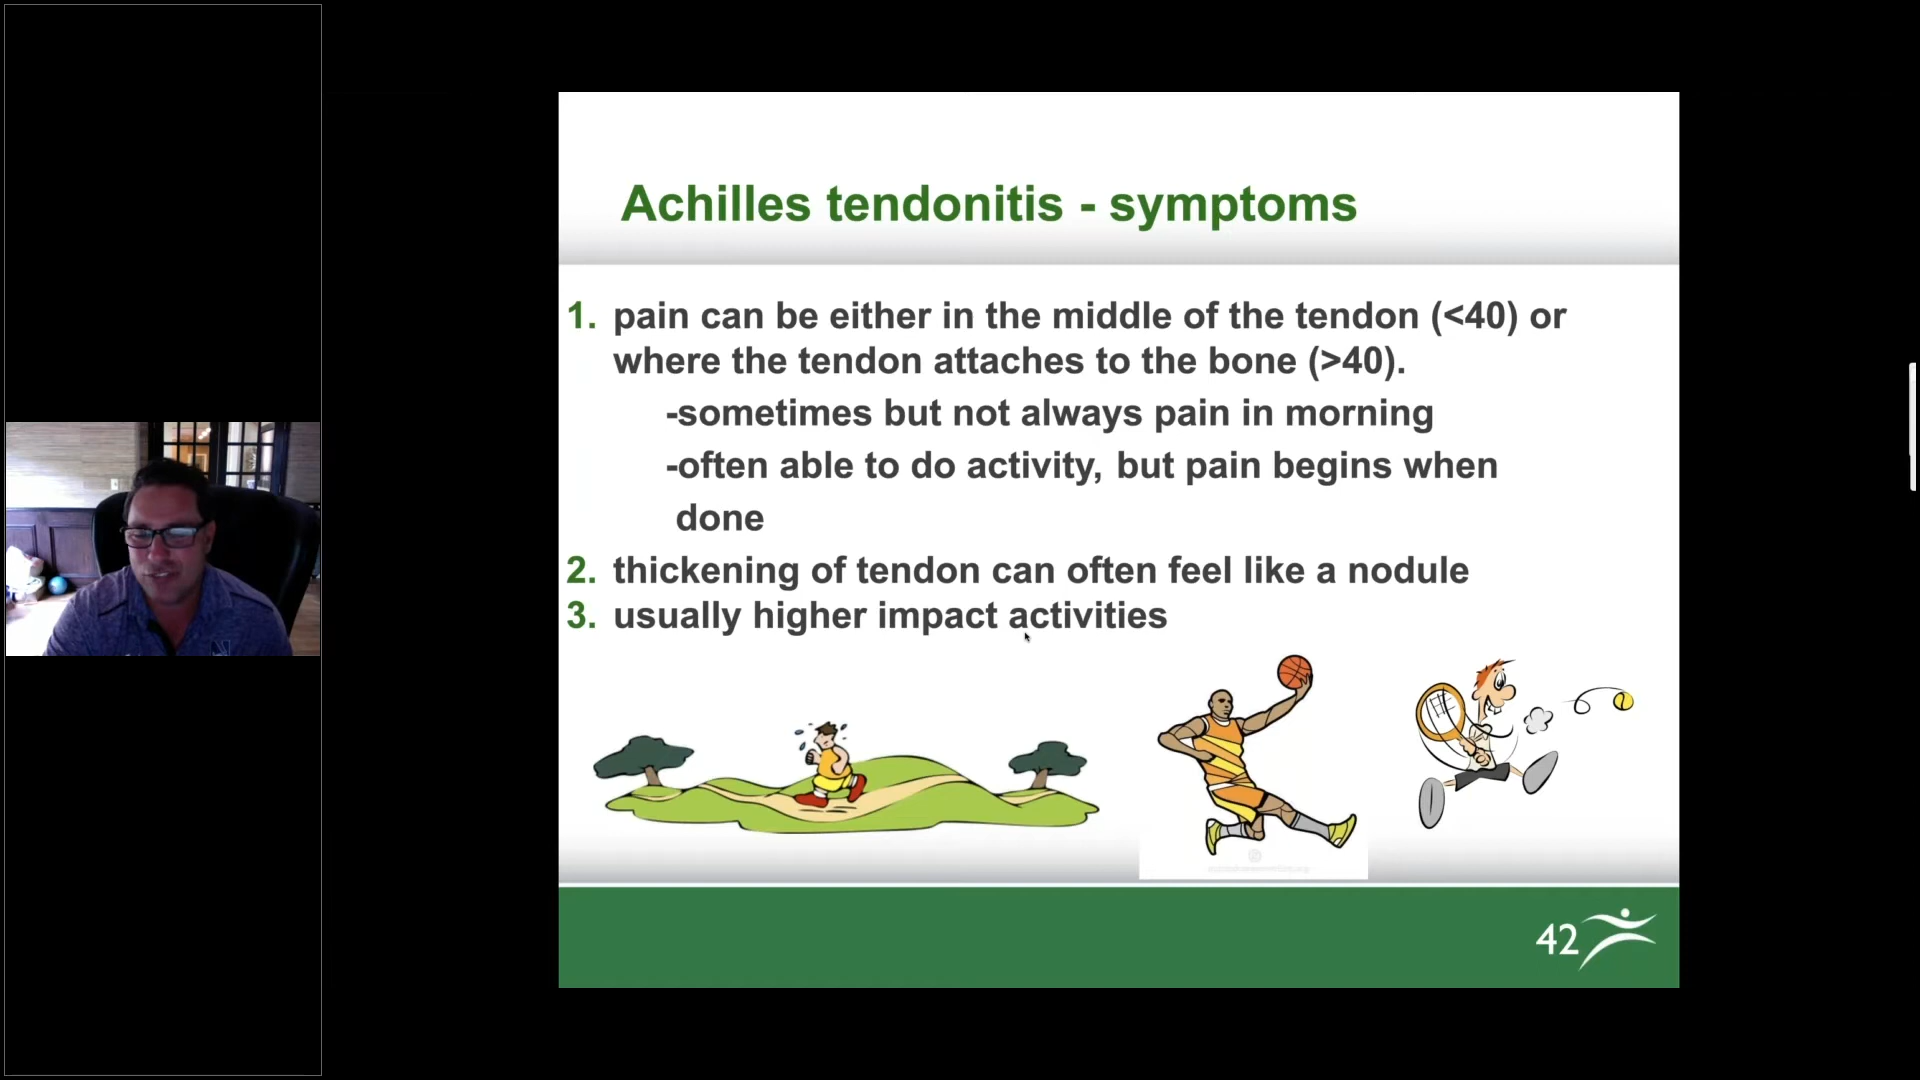 Achilles tendonitis - symptoms
1. pain can be either in the middle of the tendon (<40) or
where the tendon attaches to the bone (>40).
-sometimes but not always pain in morning
-often able to do activity, but pain begins when
done
2. thickening of tendon can often feel like a nodule
3. usually higher impact activities
42